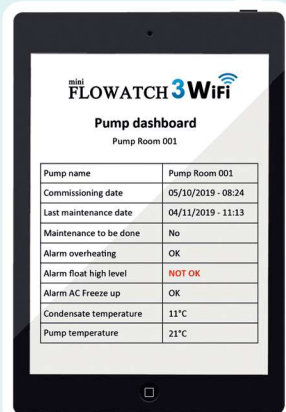 mini
FLOWATCH 3 WiFi
Pump dashboard
Pump Room 001
Pump name Pump Room 001
Commissioning date 05/10/2019 - 08:24
Last maintenance date 04/11/2019 - 11:13
Maintenance to be done No
Alarm overheating OK
Alarm float high level NOT OK
Alarm AC Freeze up OK
Condensate temperature 11°C
Pump temperature 21°C